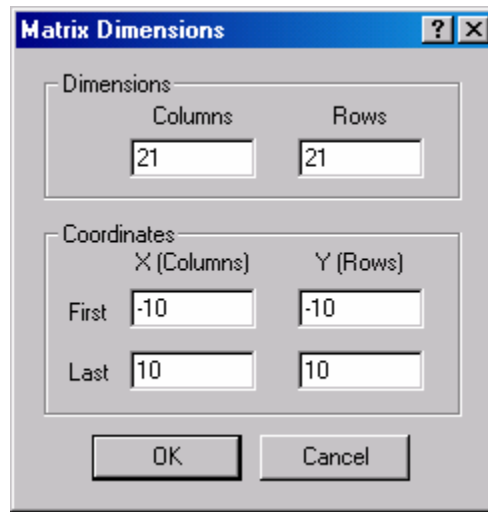 Matrix Dimensions ? X
Dimensions
Columns Rows
21 21
Coordinates
X (Columns) Y (Rows)
First -10 -10
Last 10 10
OK Cancel